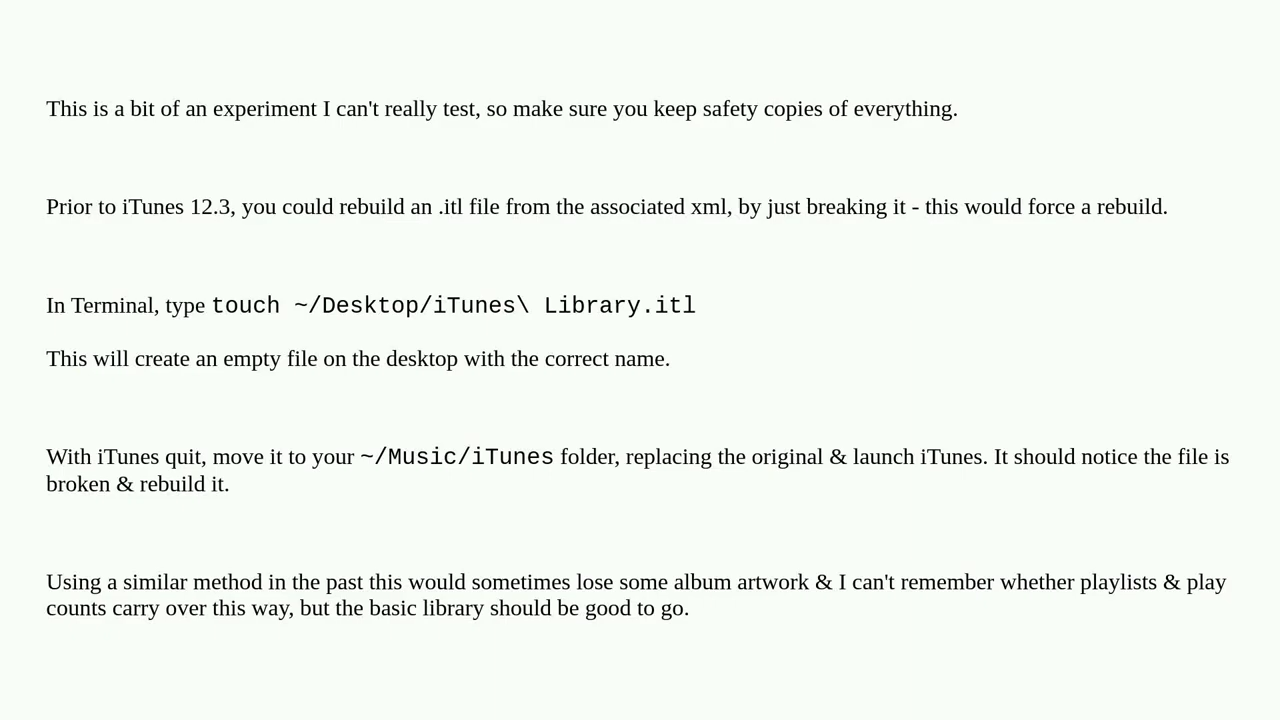 This is a bit of an experiment I can't really test, so make sure you keep safety copies of everything.
Prior to iTunes 12.3, you could rebuild an .itl file from the associated xml, by just breaking it - this would force a rebuild.
In Terminal, type touch ~/Desktop/iTunes\ Library.itl
This will create an empty file on the desktop with the correct name.
With iTunes quit, move it to your ~/Music/iTunes folder, replacing the original & launch iTunes. It should notice the file is
broken & rebuild it.
Using a similar method in the past this would sometimes lose some album artwork & I can't remember whether playlists & play
counts carry over this way, but the basic library should be good to go.